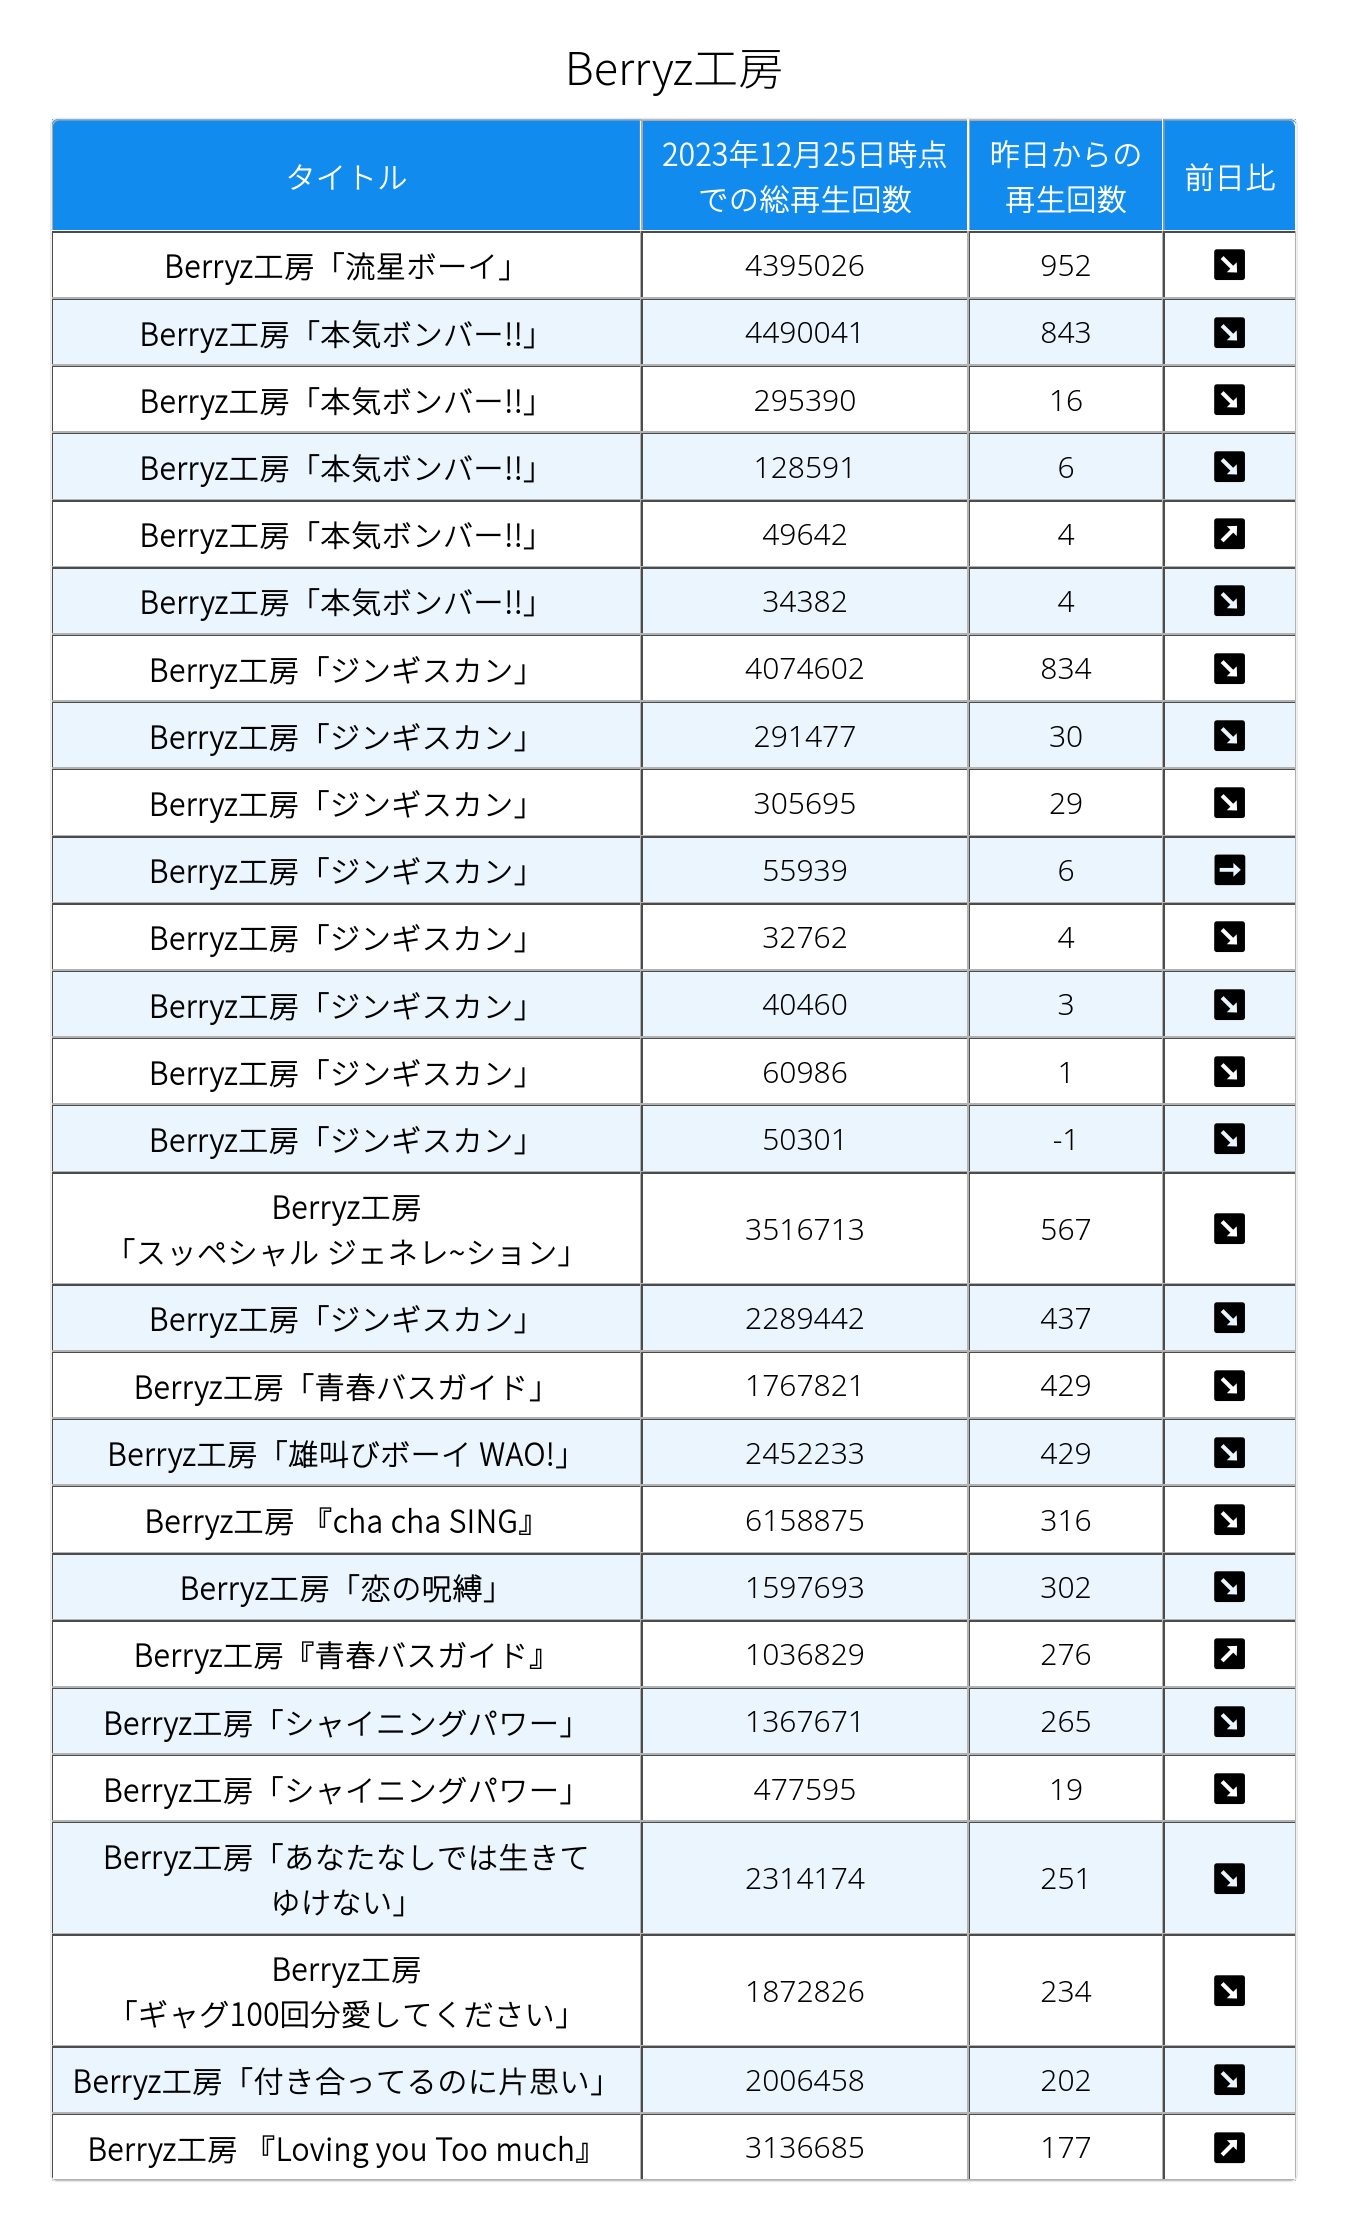 Berryz工房
タイトル 2023年12月25日時点 昨日からの 前日比
での総再生回数 再生回数
Berryz工房「流星ボーイ」 4395026 952 ↘
Berryz工房「本気ボンバー!!」 4490041 843 ↘
Berryz工房「本気ボンバー!!」 295390 16 ↘
Berryz工房「本気ボンバー!!」 128591 6 ↘
Berryz工房「本気ボンバー!!」 49642 4 ↗
Berryz工房「本気ボンバー!!」 34382 4 ↘
Berryz工房「ジンギスカン」 4074602 834 ↘
Berryz工房「ジンギスカン」 291477 30 ↘
Berryz工房「ジンギスカン」 305695 29 ↘
Berryz工房「ジンギスカン」 55939 6 →
Berryz工房「ジンギスカン」 32762 4 ↘
Berryz工房「ジンギスカン」 40460 3 ↘
Berryz工房「ジンギスカン」 60986 1 ↘
Berryz工房「ジンギスカン」 50301 -1 ↘
Berryz工房
「スッペシャル ジェネレ~ション」 3516713 567 ↘
Berryz工房「ジンギスカン」 2289442 437 ↘
Berryz工房「青春バスガイド」 1767821 429 ↘
Berryz工房「雄叫びボーイ WAO!」 2452233 429 ↘
Berryz工房 『cha cha SING』 6158875 316 ↘
Berryz工房「恋の呪縛」 1597693 302 ↘
Berryz工房『青春バスガイド』 1036829 276 ↗
Berryz工房「シャイニングパワー」 1367671 265 ↘
Berryz工房「シャイニングパワー」 477595 19 ↘
Berryz工房「あなたなしでは生きて
ゆけない」 2314174 251 ↘
Berryz工房
「ギャグ100回分愛してください」 1872826 234 ↘
Berryz工房「付き合ってるのに片思い」 2006458 202 ↘
Berryz工房 『Loving you Too much』 3136685 177 ↗